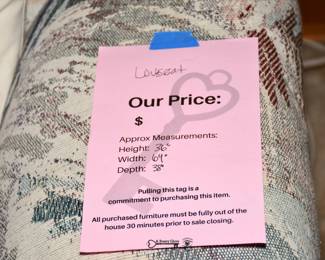 Loveseat
Our Price:
$
Approx Measurements:
Height: 36"
Width: 64"
Depth: 38"
Pulling this tag is a
commitment to purchasing this item.
All purchased furniture must be fully out of the
house 30 minutes prior to sale closing.